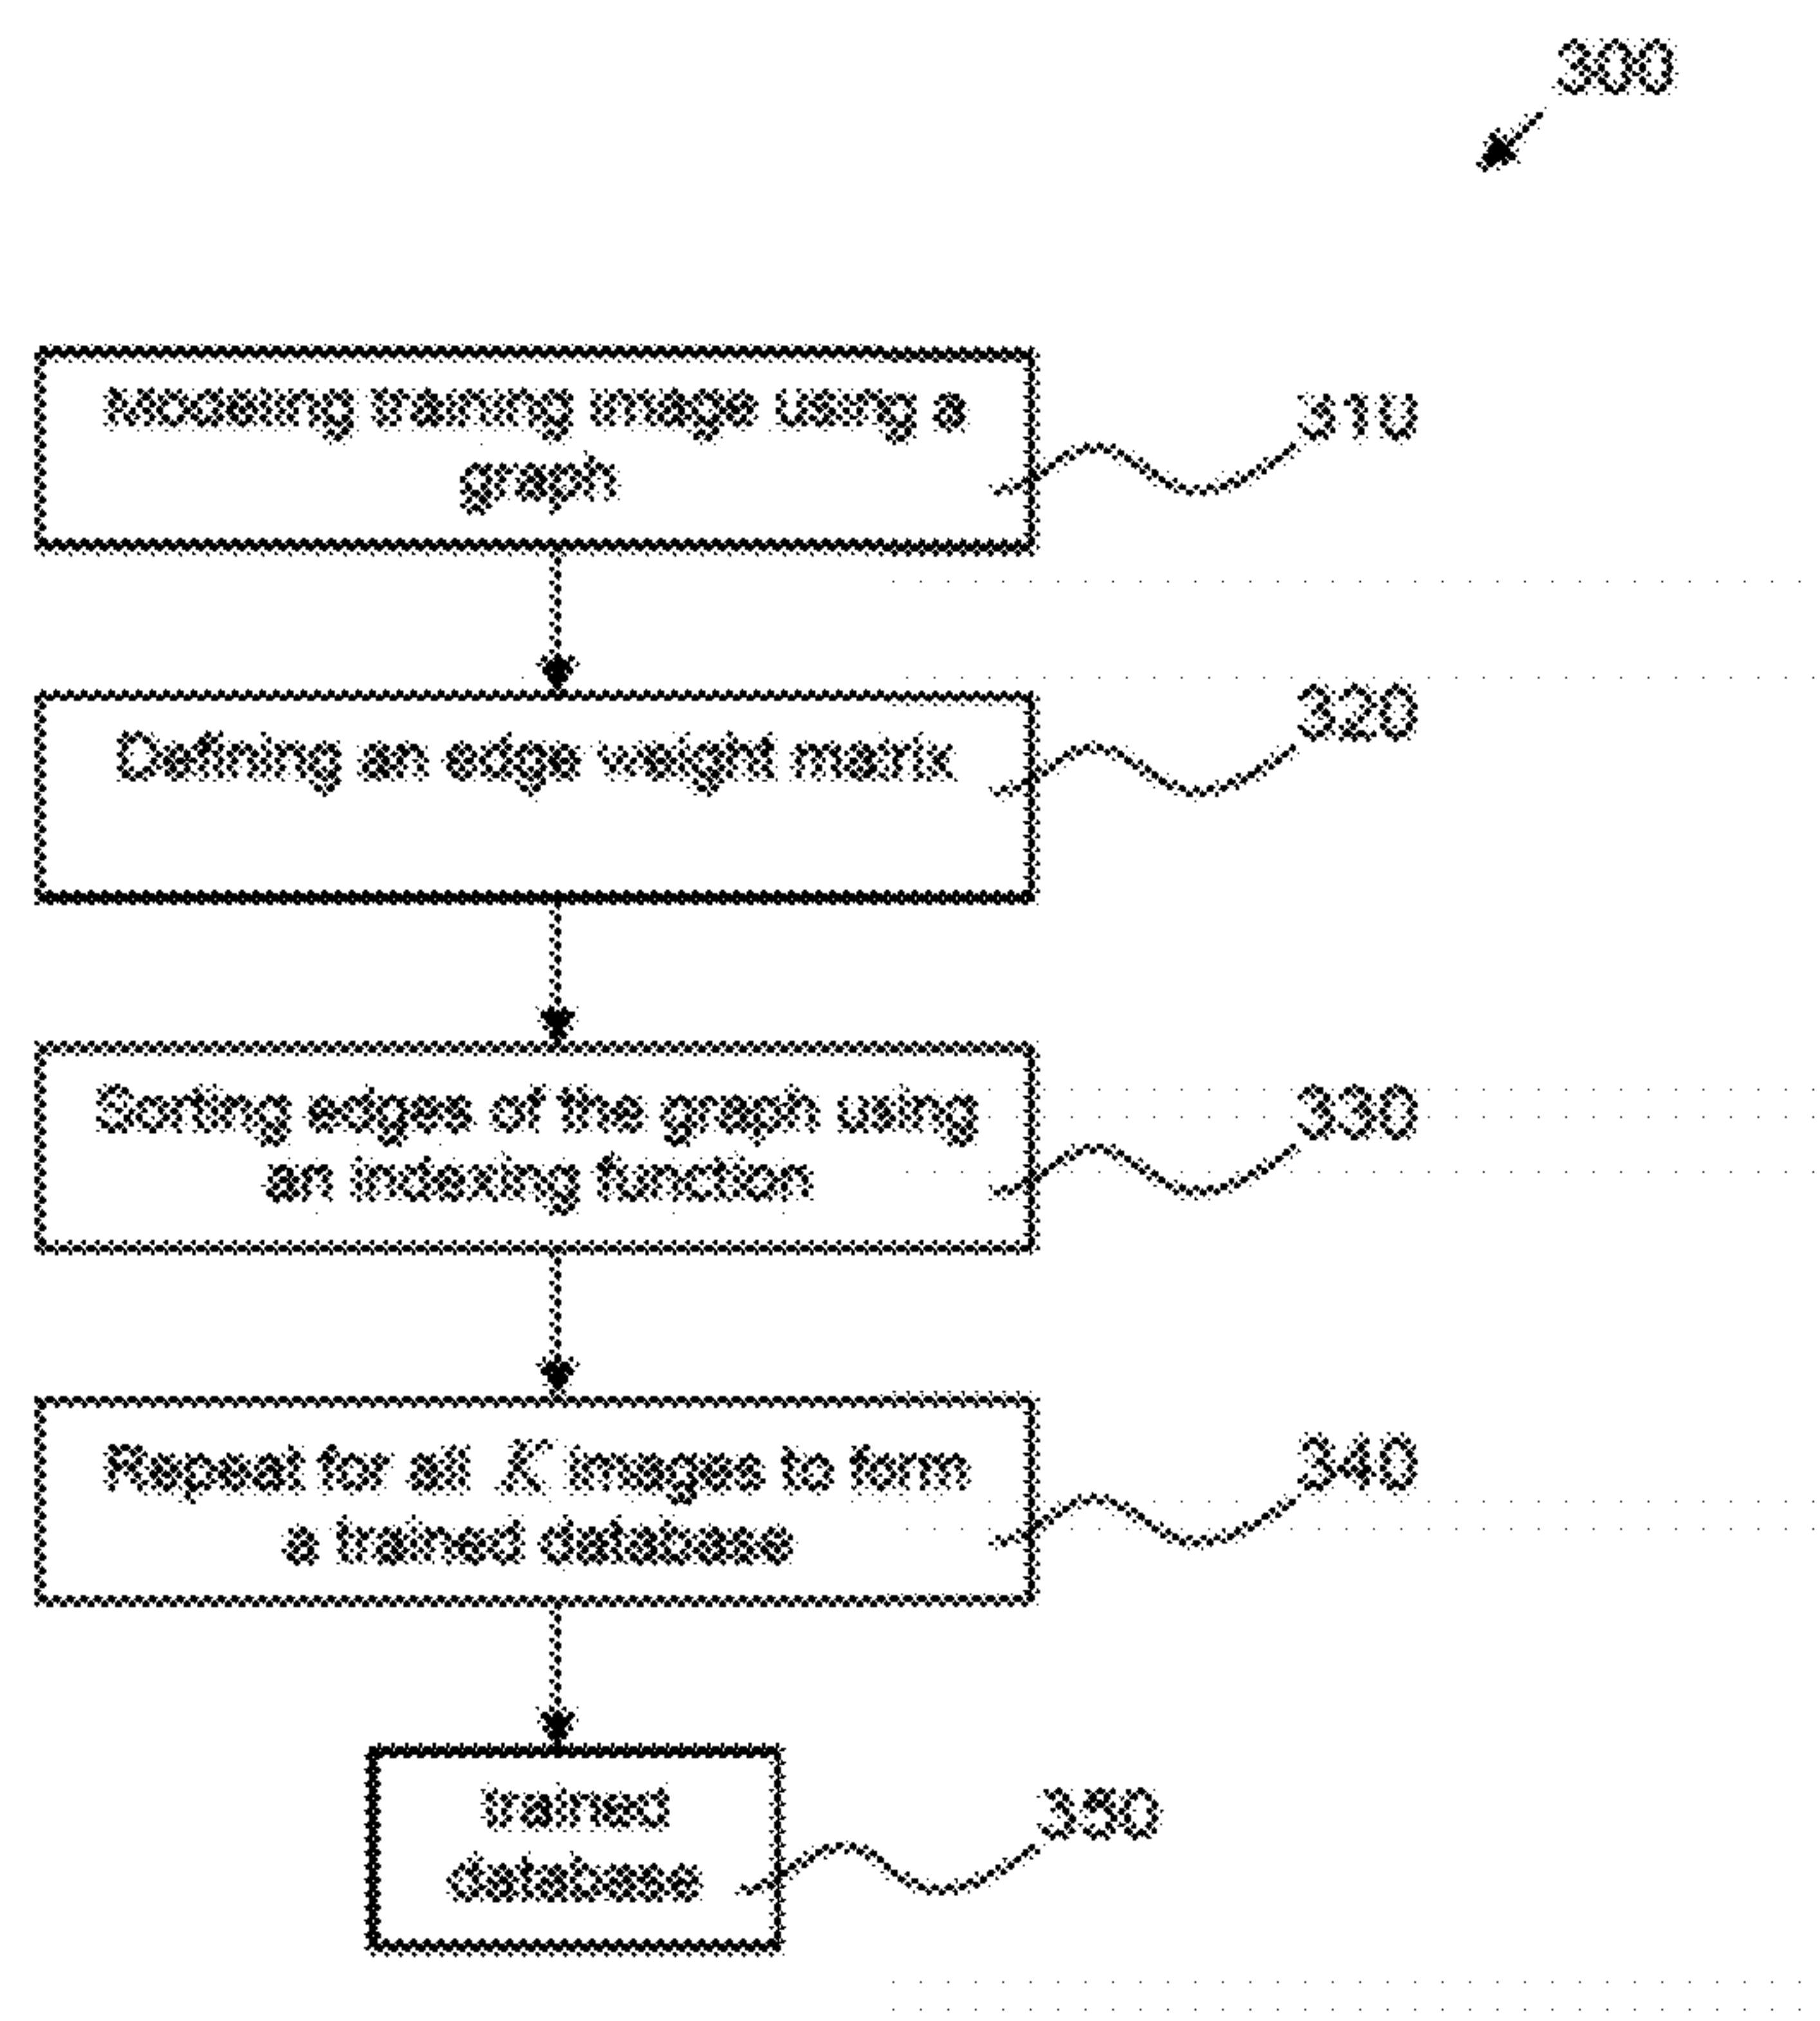 300
Modeling training image using a
graph
310
Defining an edge weight matrix
320
Sorting edges of the graph using
an indexing function
330
Repeat for all K images to form
a trained database
340
trained
database
350